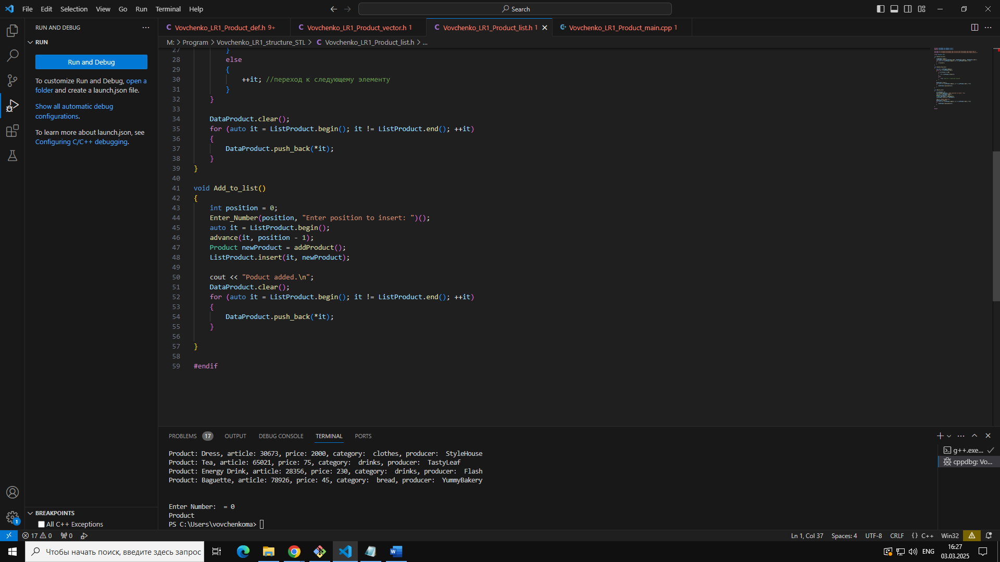 File Edit Selection View Go Run Terminal Help
Search
RUN AND DEBUG
Vovchenko_LR1_Product_def.h 9+
Vovchenko_LR1_Product_vector.h 1
Vovchenko_LR1_Product_list.h 1
Vovchenko_LR1_Product_main.cpp 1
RUN
M: > Program > Vovchenko_LR1_structure_STL > C Vovchenko_LR1_Product_list.h > ...
Run and Debug
To customize Run and Debug, open a
folder and create a launch.json file.
Show all automatic debug
configurations.
To learn more about launch.json, see
Configuring C/C++ debugging.
27 }
28 else
29 {
30 ++it; //переход к следующему элементу
31 }
32 }
33
34 DataProduct.clear();
35 for (auto it = ListProduct.begin(); it != ListProduct.end(); ++it)
36 {
37 DataProduct.push_back(*it);
38 }
39 }
40
41 void Add_to_list()
42 {
43 int position = 0;
44 Enter_Number(position, "Enter position to insert: ")();
45 auto it = ListProduct.begin();
46 advance(it, position - 1);
47 Product newProduct = addProduct();
48 ListProduct.insert(it, newProduct);
49
50 cout << "Poduct added.\n";
51 DataProduct.clear();
52 for (auto it = ListProduct.begin(); it != ListProduct.end(); ++it)
53 {
54 DataProduct.push_back(*it);
55 }
56
57 }
58
59 #endif
PROBLEMS 17 OUTPUT DEBUG CONSOLE TERMINAL PORTS
g++.exe...
cppdbg: Vo...
Product: Dress, article: 30673, price: 2000, category:  clothes, producer:  StyleHouse
Product: Tea, article: 65021, price: 75, category:  drinks, producer:  TastyLeaf
Product: Energy Drink, article: 28356, price: 230, category:  drinks, producer:  Flash
Product: Baguette, article: 78926, price: 45, category:  bread, producer:  YummyBakery
Enter Number:  = 0
Product
PS C:\Users\vovchenkoma>
BREAKPOINTS
All C++ Exceptions
1
17 0 0
Ln 1, Col 37 Spaces: 4 UTF-8 CRLF {} C++ Win32
Чтобы начать поиск, введите здесь запрос
ENG
16:27
03.03.2025